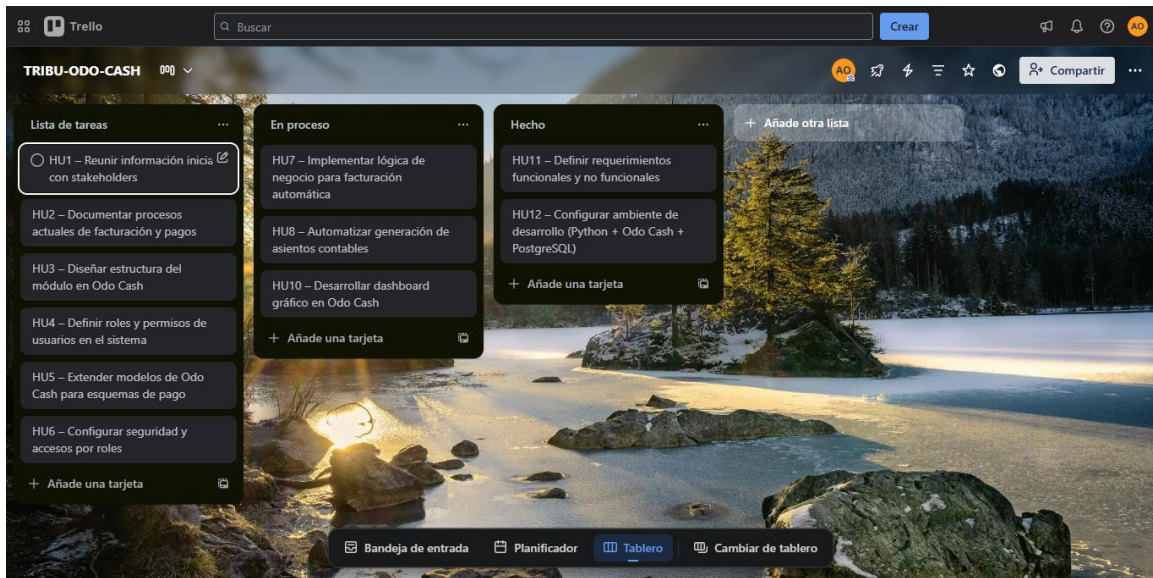 Trello
Buscar
Crear
AO
TRIBU-ODO-CASH
AO
Compartir
Lista de tareas
HU1 – Reunir información inicia
con stakeholders
HU2 – Documentar procesos
actuales de facturación y pagos
HU3 – Diseñar estructura del
módulo en Odo Cash
HU4 – Definir roles y permisos de
usuarios en el sistema
HU5 – Extender modelos de Odo
Cash para esquemas de pago
HU6 – Configurar seguridad y
accesos por roles
+ Añade una tarjeta
En proceso
HU7 – Implementar lógica de
negocio para facturación
automática
HU8 – Automatizar generación de
asientos contables
HU10 – Desarrollar dashboard
gráfico en Odo Cash
+ Añade una tarjeta
Hecho
HU11 – Definir requerimientos
funcionales y no funcionales
HU12 – Configurar ambiente de
desarrollo (Python + Odo Cash +
PostgreSQL)
+ Añade una tarjeta
+ Añade otra lista
Bandeja de entrada
Planificador
Tablero
Cambiar de tablero